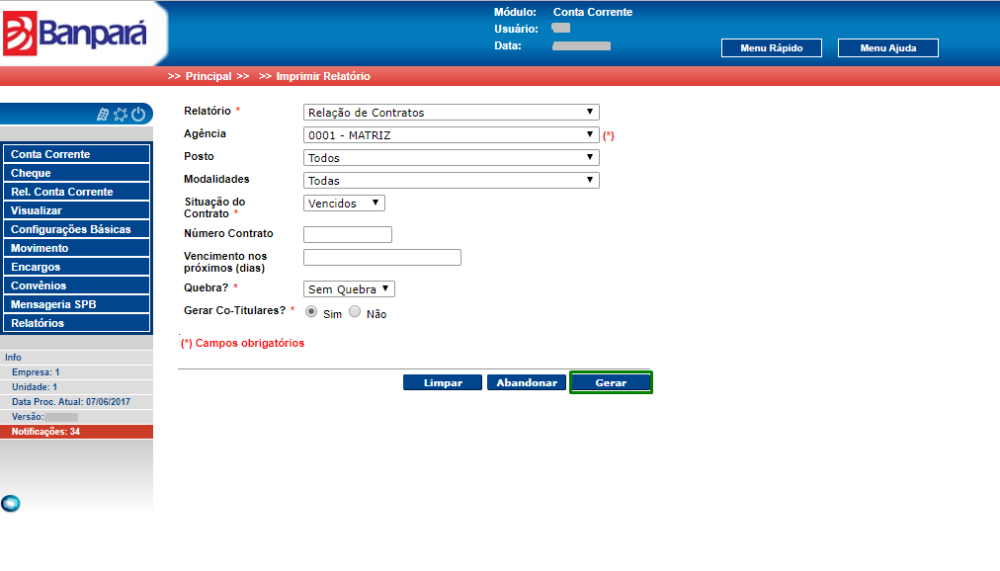 Banpará
Módulo: Conta Corrente
Usuário:
Data:
Menu Rápido
Menu Ajuda
>> Principal >> >> Imprimir Relatório
Conta Corrente
Cheque
Rel. Conta Corrente
Visualizar
Configurações Básicas
Movimento
Encargos
Convênios
Mensageria SPB
Relatórios
Info
Empresa: 1
Unidade: 1
Data Proc. Atual: 07/06/2017
Versão:
Notificações: 34
Relatório * Relação de Contratos
Agência 0001 - MATRIZ (*)
Posto Todos
Modalidades Todas
Situação do
Contrato * Vencidos
Número Contrato
Vencimento nos
próximos (dias)
Quebra? * Sem Quebra
Gerar Co-Titulares? * Sim Não
(*) Campos obrigatórios
Limpar Abandonar Gerar